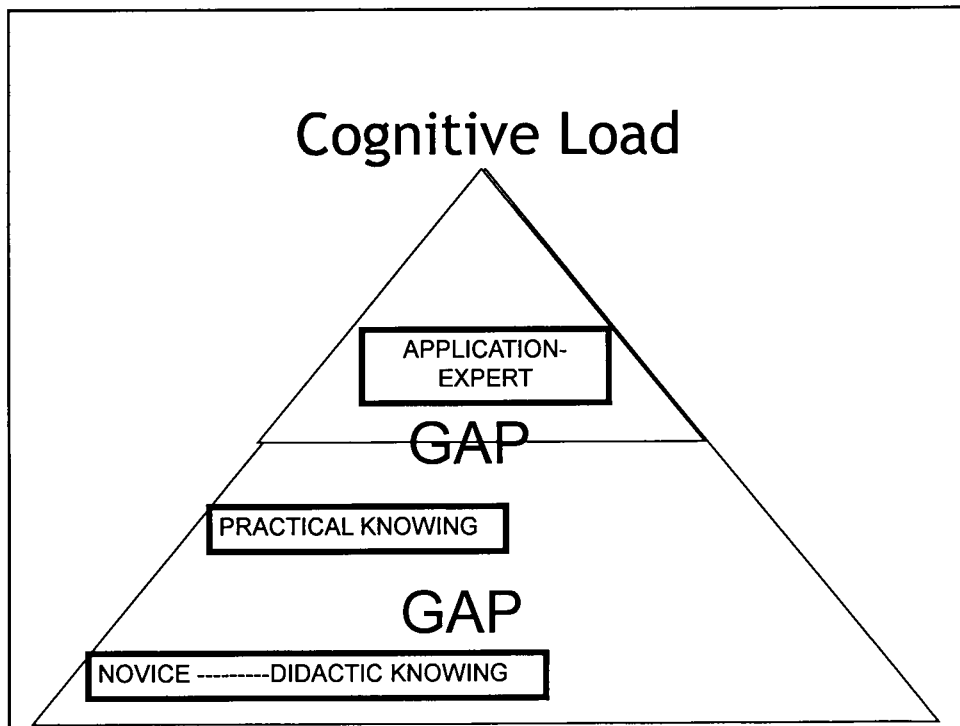 Cognitive Load
APPLICATION-
EXPERT
GAP
PRACTICAL KNOWING
GAP
NOVICE ---------DIDACTIC KNOWING